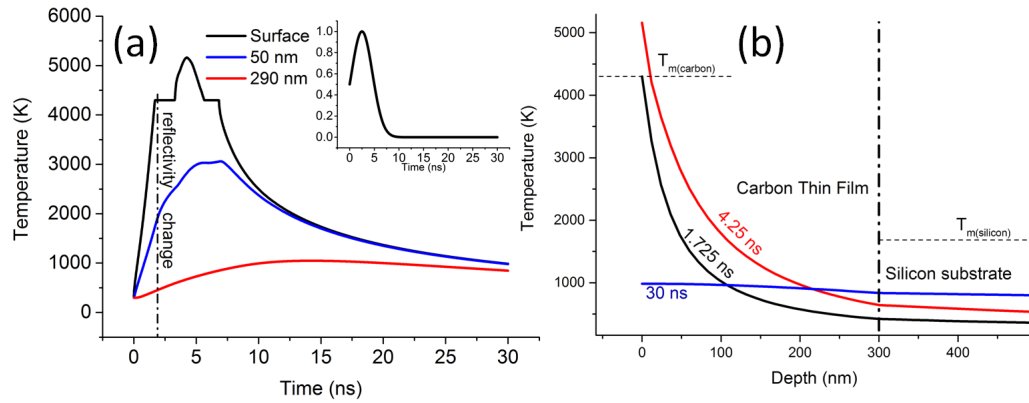 (a)
Surface
50 nm
290 nm
6000
5000
4000
3000
2000
1000
0
Temperature (K)
0
5
10
15
20
25
30
Time (ns)
reflectivity
change
1.0
0.8
0.6
0.4
0.2
0.0
0
5
10
15
20
25
30
Time (ns)
(b)
5000
4000
3000
2000
1000
Temperature (K)
0
100
200
300
400
Depth (nm)
Tm(carbon)
Carbon Thin Film
Tm(silicon)
Silicon substrate
4.25 ns
1.725 ns
30 ns